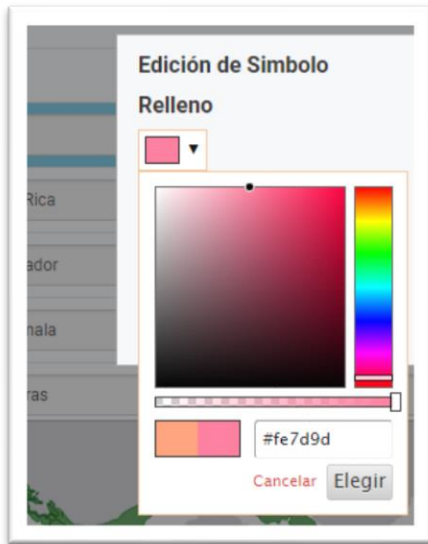 Edición de Simbolo
Relleno
Rica
ador
nala
ras
#fe7d9d
Cancelar
Elegir